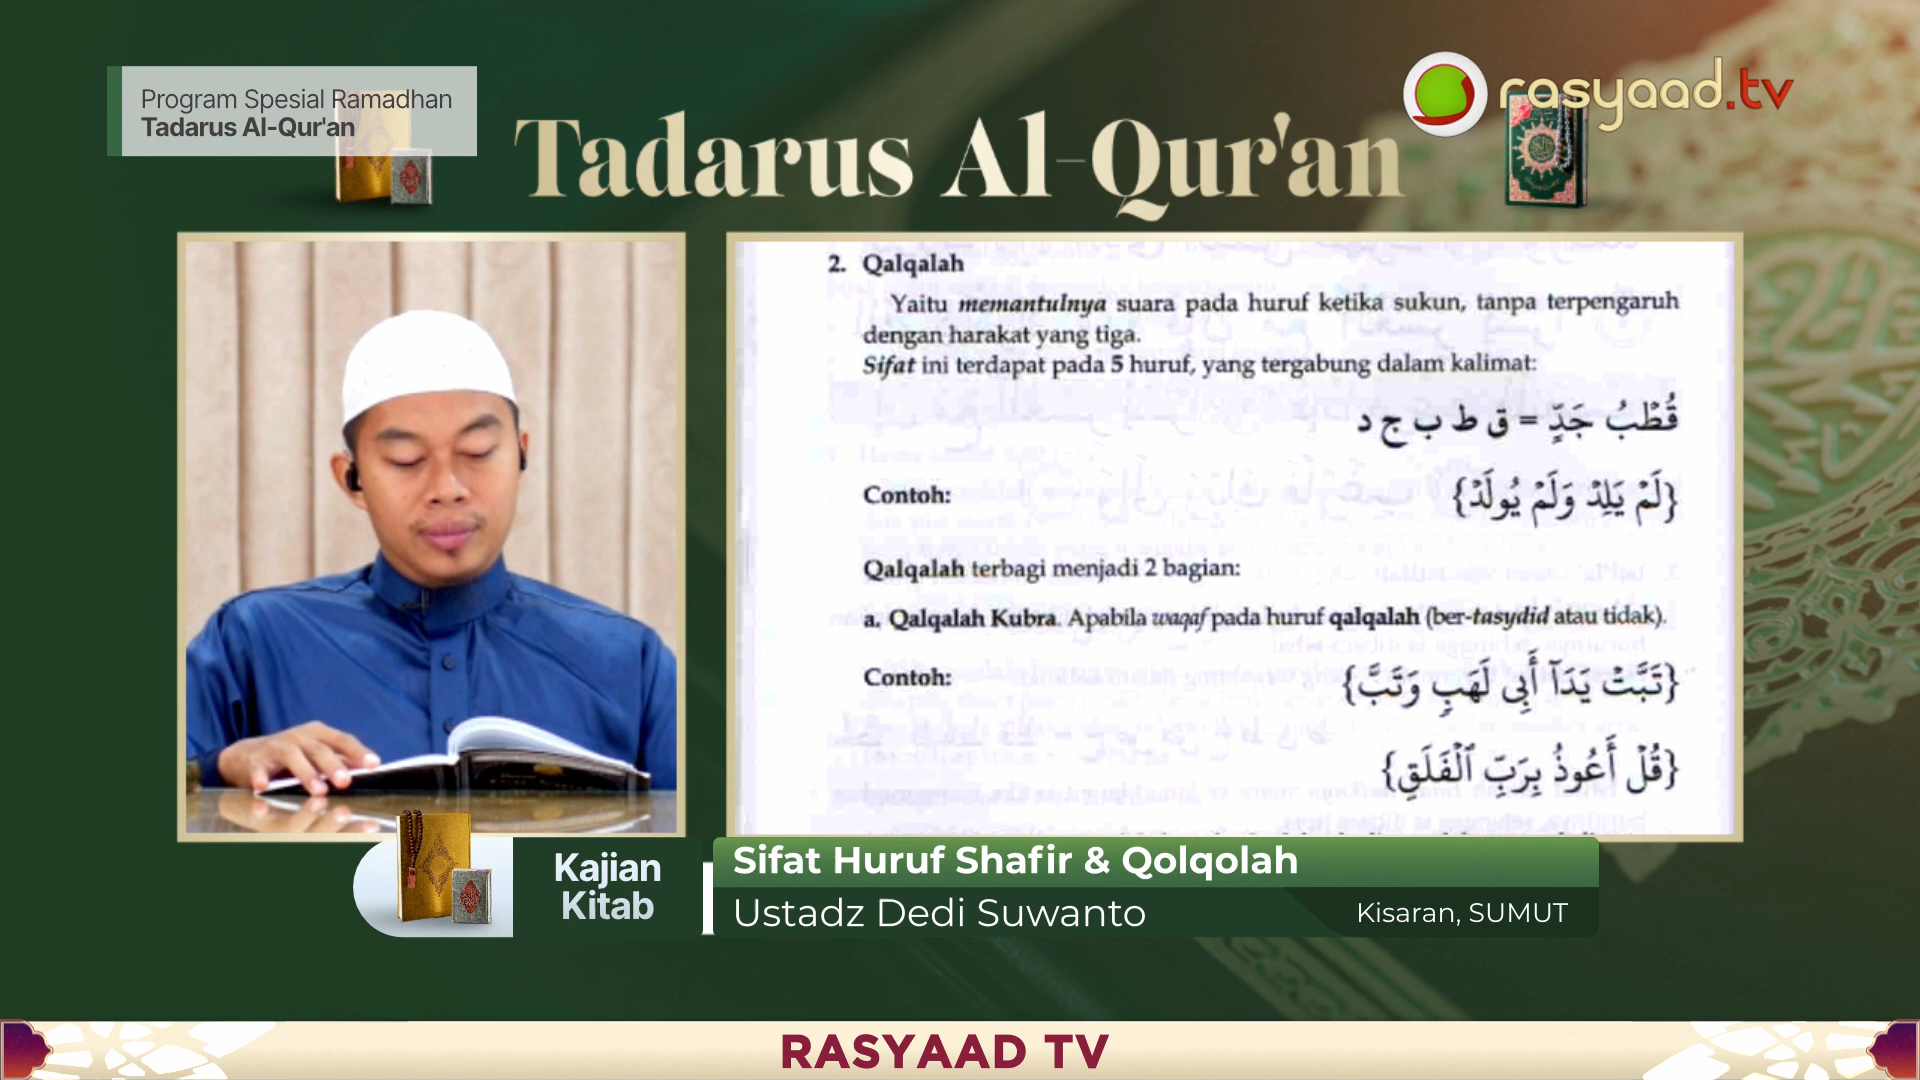 Program Spesial Ramadhan
Tadarus Al-Qur'an
rasyaad.tv
Tadarus Al-Qur'an
2. Qalqalah
Yaitu memantulnya suara pada huruf ketika sukun, tanpa terpengaruh
dengan harakat yang tiga.
Sifat ini terdapat pada 5 huruf, yang tergabung dalam kalimat:
قُطْبُ جَدٍّ = ق ط ب ج د
Contoh: {لَمْ يَلِدْ وَلَمْ يُولَدْ}
Qalqalah terbagi menjadi 2 bagian:
a. Qalqalah Kubra. Apabila waqaf pada huruf qalqalah (ber-tasydid atau tidak).
Contoh: {تَبَّتْ يَدَآ أَبِى لَهَبٍ وَتَبَّ}
{قُلْ أَعُوذُ بِرَبِّ ٱلْفَلَقِ}
Kajian
Kitab
Sifat Huruf Shafir & Qolqolah
Ustadz Dedi Suwanto
Kisaran, SUMUT
RASYAAD TV